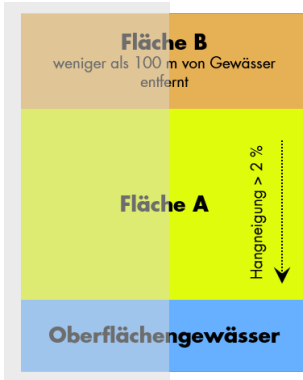 Fläche B
weniger als 100 m von Gewässer
entfernt
Fläche A
Hangneigung > 2 %
Oberflächengewässer